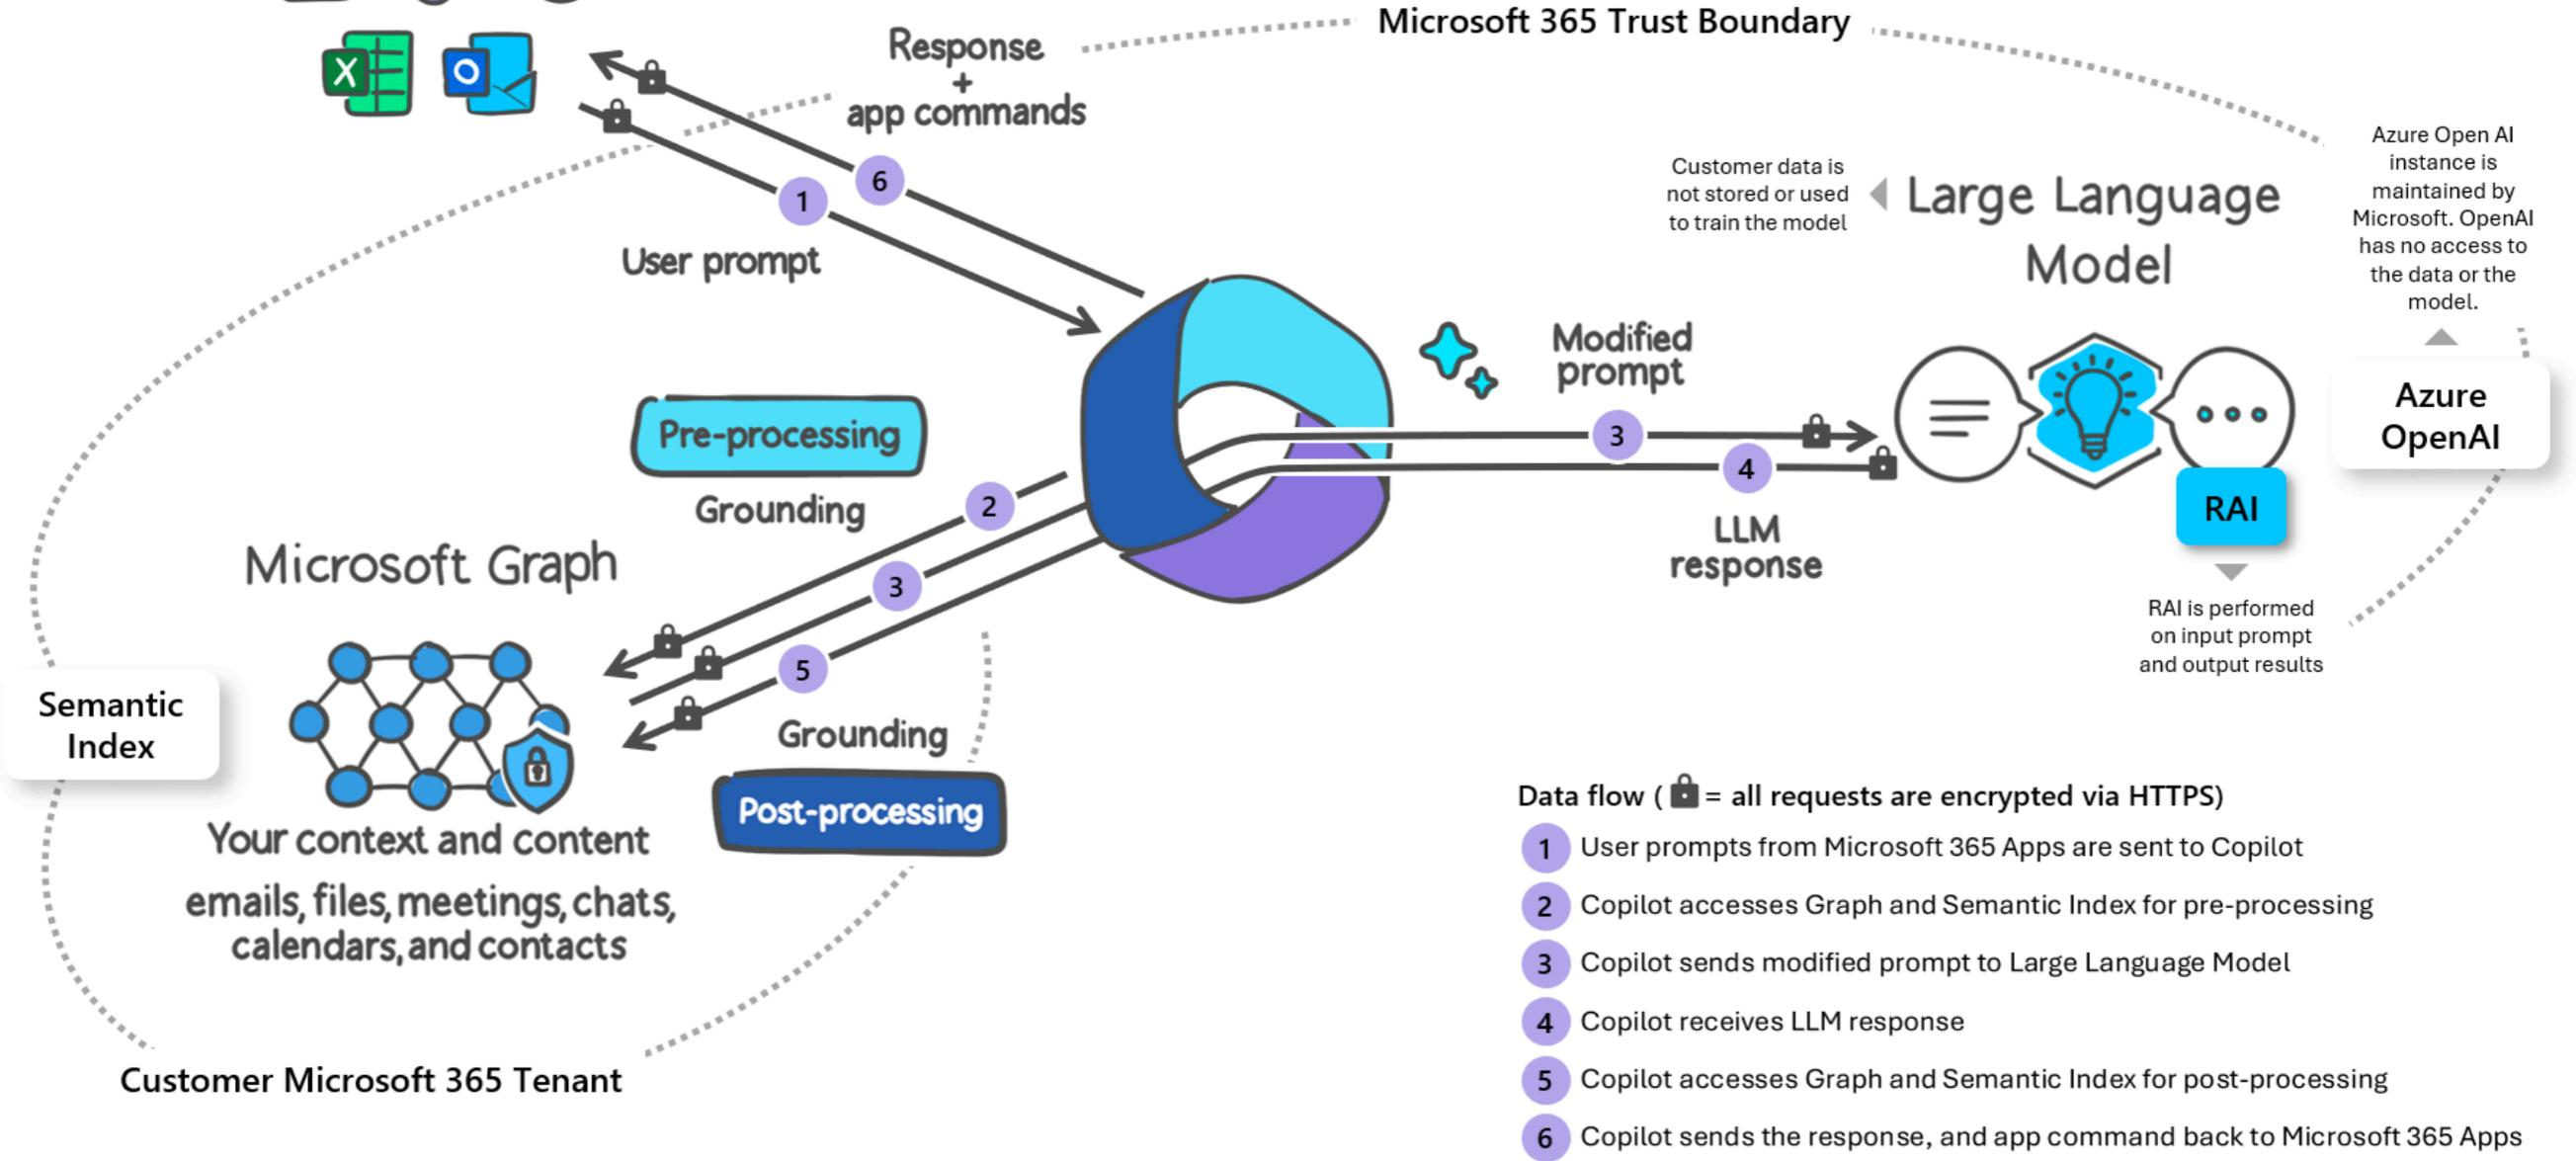 Microsoft 365 Trust Boundary
X
O
Response
+
app commands
6
1
User prompt
Customer data is
not stored or used
to train the model
Large Language
Model
Azure Open AI
instance is
maintained by
Microsoft. OpenAI
has no access to
the data or the
model.
Modified
prompt
Pre-processing
3
Azure
OpenAI
4
2
Grounding
RAI
LLM
response
Microsoft Graph
3
RAI is performed
on input prompt
and output results
5
Semantic
Index
Grounding
Post-processing
Your context and content
emails, files, meetings, chats,
calendars, and contacts
Customer Microsoft 365 Tenant
Data flow ( = all requests are encrypted via HTTPS)
1 User prompts from Microsoft 365 Apps are sent to Copilot
2 Copilot accesses Graph and Semantic Index for pre-processing
3 Copilot sends modified prompt to Large Language Model
4 Copilot receives LLM response
5 Copilot accesses Graph and Semantic Index for post-processing
6 Copilot sends the response, and app command back to Microsoft 365 Apps